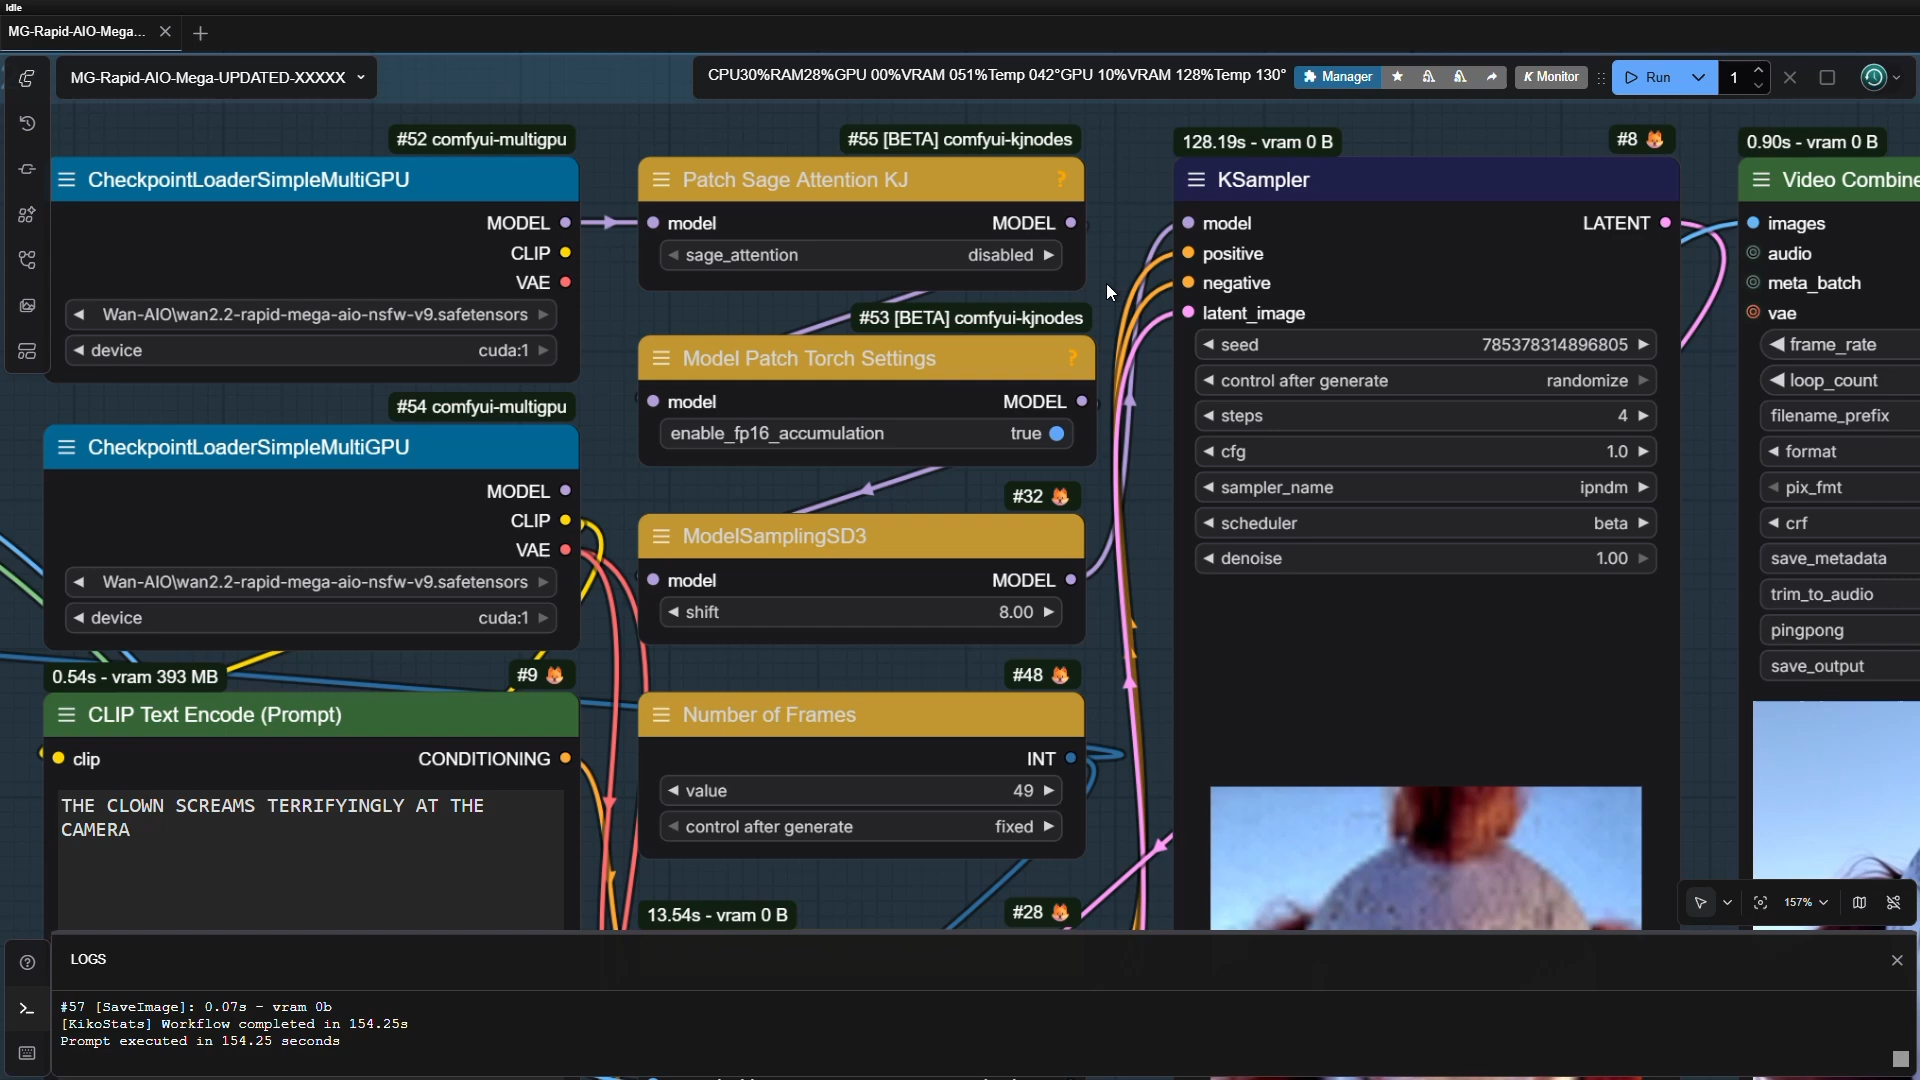 Idle
MG-Rapid-AIO-Mega...
MG-Rapid-AIO-Mega-UPDATED-XXXXX
CPU30%RAM28%GPU 00%VRAM 051%Temp 042°GPU 10%VRAM 128%Temp 130°
Manager
K Monitor
Run
1
#52 comfyui-multigpu
CheckpointLoaderSimpleMultiGPU
MODEL
CLIP
VAE
Wan-AIO\wan2.2-rapid-mega-aio-nsfw-v9.safetensors
device cuda:1
#54 comfyui-multigpu
CheckpointLoaderSimpleMultiGPU
MODEL
CLIP
VAE
Wan-AIO\wan2.2-rapid-mega-aio-nsfw-v9.safetensors
device cuda:1
0.54s - vram 393 MB
#9
CLIP Text Encode (Prompt)
clip CONDITIONING
THE CLOWN SCREAMS TERRIFYINGLY AT THE
CAMERA
#55 [BETA] comfyui-kjnodes
Patch Sage Attention KJ ?
model MODEL
sage_attention disabled
#53 [BETA] comfyui-kjnodes
Model Patch Torch Settings ?
model MODEL
enable_fp16_accumulation true
#32
ModelSamplingSD3
model MODEL
shift 8.00
#48
Number of Frames
INT
value 49
control after generate fixed
13.54s - vram 0 B
#28
128.19s - vram 0 B
#8
KSampler
model LATENT
positive
negative
latent_image
seed 785378314896805
control after generate randomize
steps 4
cfg 1.0
sampler_name ipndm
scheduler beta
denoise 1.00
0.90s - vram 0 B
Video Combine
images
audio
meta_batch
vae
frame_rate
loop_count
filename_prefix
format
pix_fmt
crf
save_metadata
trim_to_audio
pingpong
save_output
157%
LOGS
#57 [SaveImage]: 0.07s - vram 0b
[KikoStats] Workflow completed in 154.25s
Prompt executed in 154.25 seconds